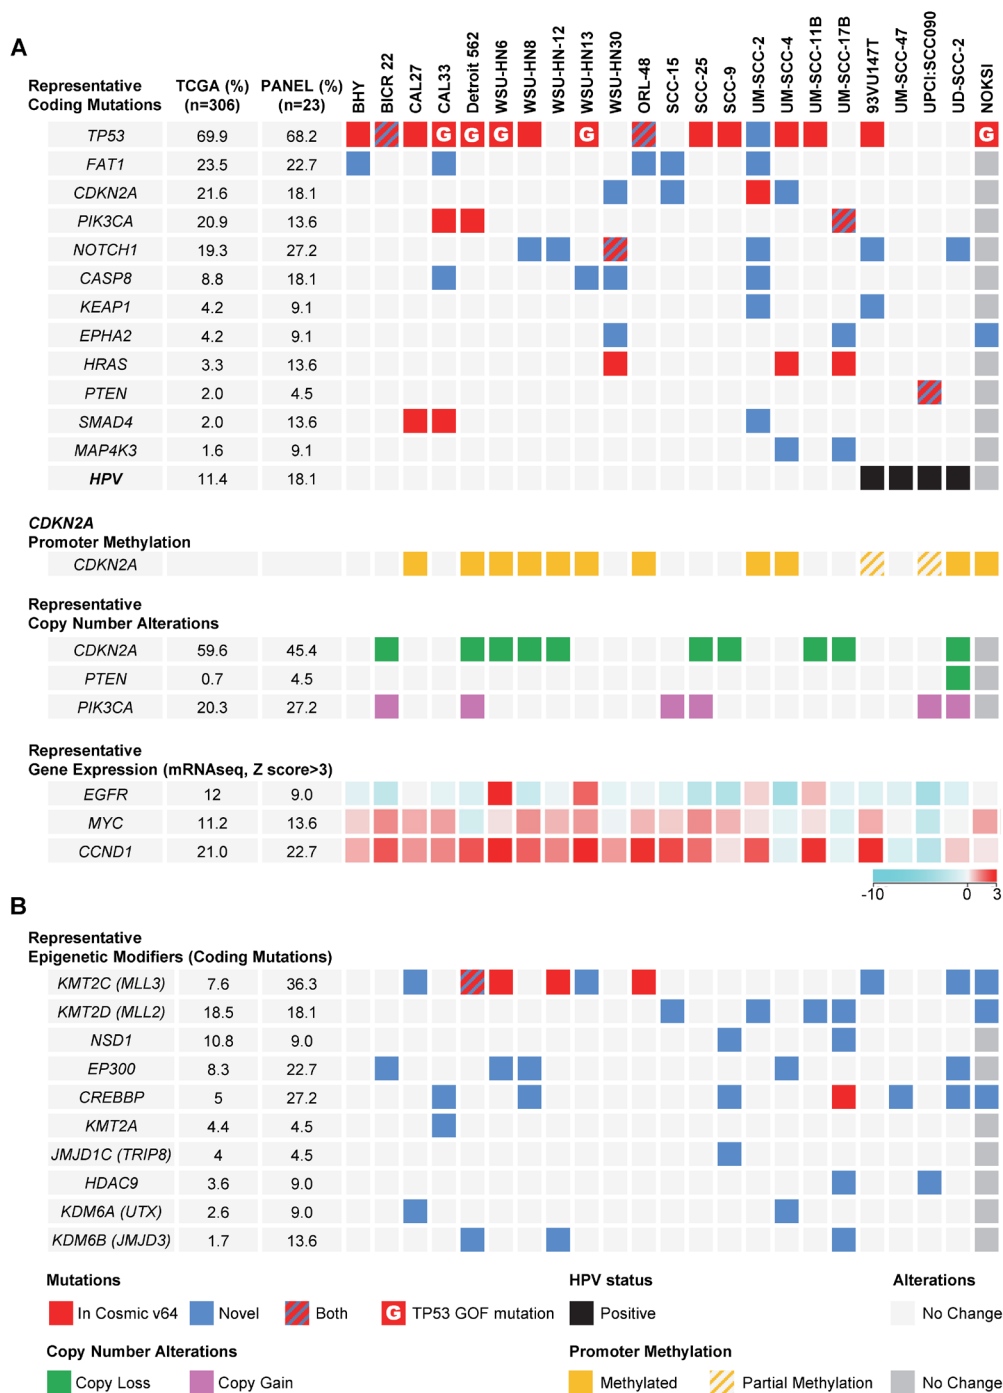 A
Representative
Coding Mutations
TCGA (%)
(n=306)
PANEL (%)
(n=23)
BHY
BICR 22
CAL27
CAL33
Detroit 562
WSU-HN6
WSU-HN8
WSU-HN-12
WSU-HN13
WSU-HN30
ORL-48
SCC-15
SCC-25
SCC-9
UM-SCC-2
UM-SCC-4
UM-SCC-11B
UM-SCC-17B
93VU147T
UM-SCC-47
UPCI:SCC090
UD-SCC-2
NOKSI
TP53 69.9 68.2 G G G G G
FAT1 23.5 22.7
CDKN2A 21.6 18.1
PIK3CA 20.9 13.6
NOTCH1 19.3 27.2
CASP8 8.8 18.1
KEAP1 4.2 9.1
EPHA2 4.2 9.1
HRAS 3.3 13.6
PTEN 2.0 4.5
SMAD4 2.0 13.6
MAP4K3 1.6 9.1
HPV 11.4 18.1
CDKN2A
Promoter Methylation
CDKN2A
Representative
Copy Number Alterations
CDKN2A 59.6 45.4
PTEN 0.7 4.5
PIK3CA 20.3 27.2
Representative
Gene Expression (mRNAseq, Z score>3)
EGFR 12 9.0
MYC 11.2 13.6
CCND1 21.0 22.7
-10 0 3
B
Representative
Epigenetic Modifiers (Coding Mutations)
KMT2C (MLL3) 7.6 36.3
KMT2D (MLL2) 18.5 18.1
NSD1 10.8 9.0
EP300 8.3 22.7
CREBBP 5 27.2
KMT2A 4.4 4.5
JMJD1C (TRIP8) 4 4.5
HDAC9 3.6 9.0
KDM6A (UTX) 2.6 9.0
KDM6B (JMJD3) 1.7 13.6
Mutations HPV status Alterations
In Cosmic v64 Novel Both G TP53 GOF mutation Positive No Change
Copy Number Alterations Promoter Methylation
Copy Loss Copy Gain Methylated Partial Methylation No Change